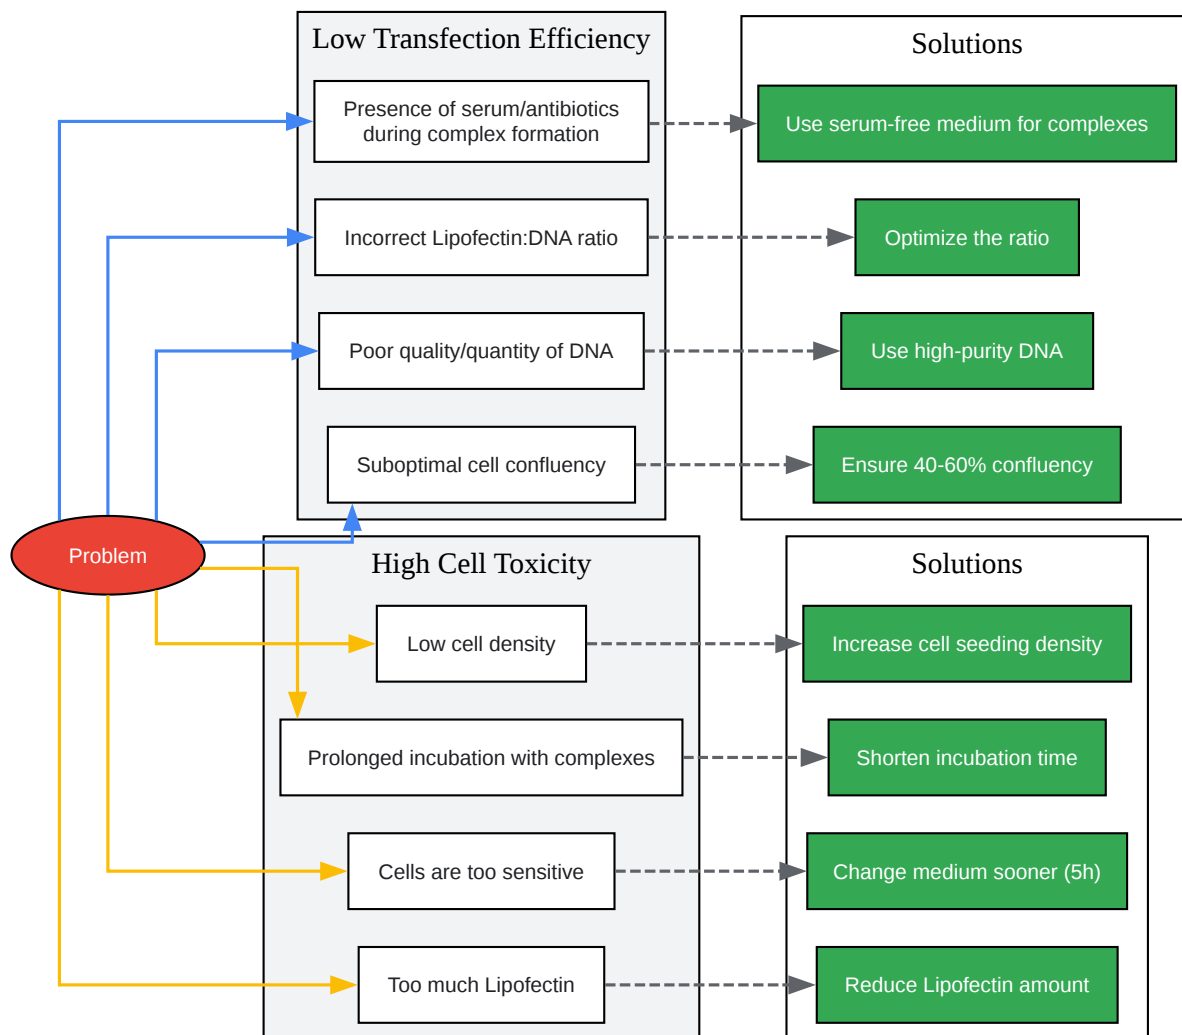 Low Transfection Efficiency
Solutions
Presence of serum/antibiotics
during complex formation
Use serum-free medium for complexes
Incorrect Lipofectin:DNA ratio
Optimize the ratio
Poor quality/quantity of DNA
Use high-purity DNA
Suboptimal cell confluency
Ensure 40-60% confluency
Problem
High Cell Toxicity
Solutions
Low cell density
Increase cell seeding density
Prolonged incubation with complexes
Shorten incubation time
Cells are too sensitive
Change medium sooner (5h)
Too much Lipofectin
Reduce Lipofectin amount